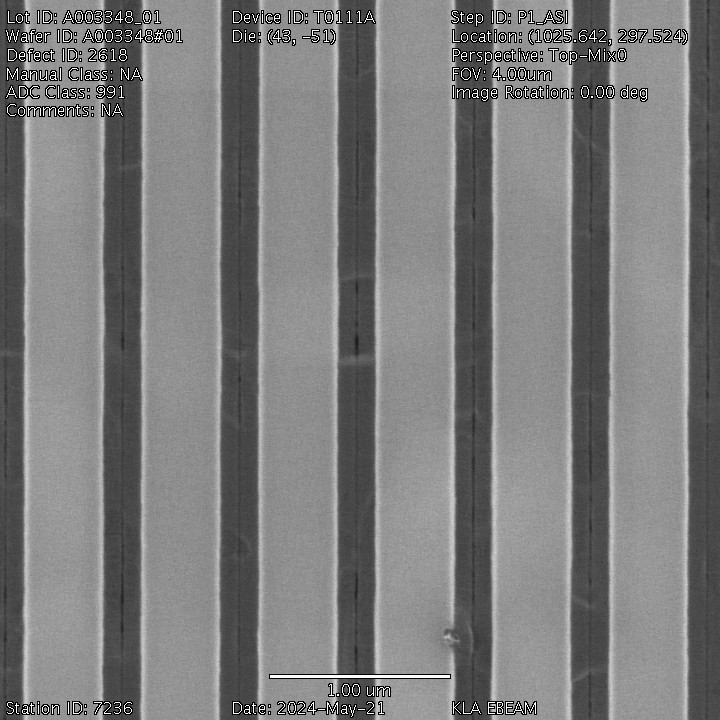 Lot ID: A003348_01
Device ID: T0111A
Step ID: P1_ASI
Wafer ID: A003348#01
Die: (43, -51)
Location: (1025.642, 297.524)
Defect ID: 2618
Perspective: Top-Mix0
Manual Class: NA
FOV: 4.00um
ADC Class: 991
Image Rotation: 0.00 deg
Comments: NA
1.00 um
Station ID: 7236
Date: 2024-May-21
KLA EBEAM